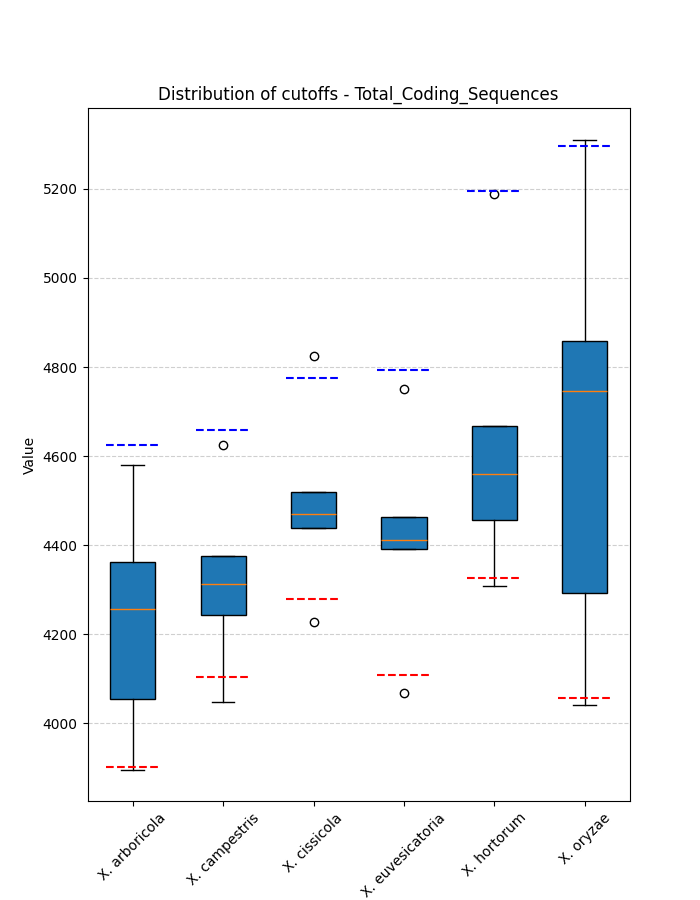 Distribution of cutoffs - Total_Coding_Sequences
Value
5200
5000
4800
4600
4400
4200
4000
X. arboricola
X. campestris
X. cissicola
X. euvesicatoria
X. hortorum
X. oryzae